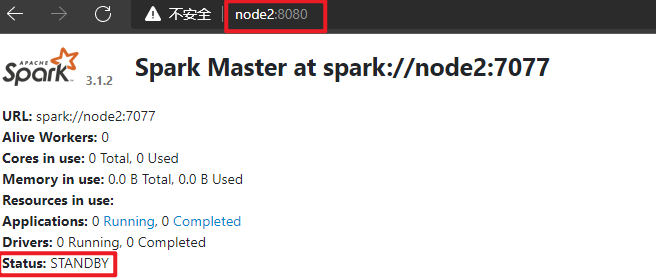 不安全 node2:8080
APACHE Spark 3.1.2 Spark Master at spark://node2:7077
URL: spark://node2:7077
Alive Workers: 0
Cores in use: 0 Total, 0 Used
Memory in use: 0.0 B Total, 0.0 B Used
Resources in use:
Applications: 0 Running, 0 Completed
Drivers: 0 Running, 0 Completed
Status: STANDBY